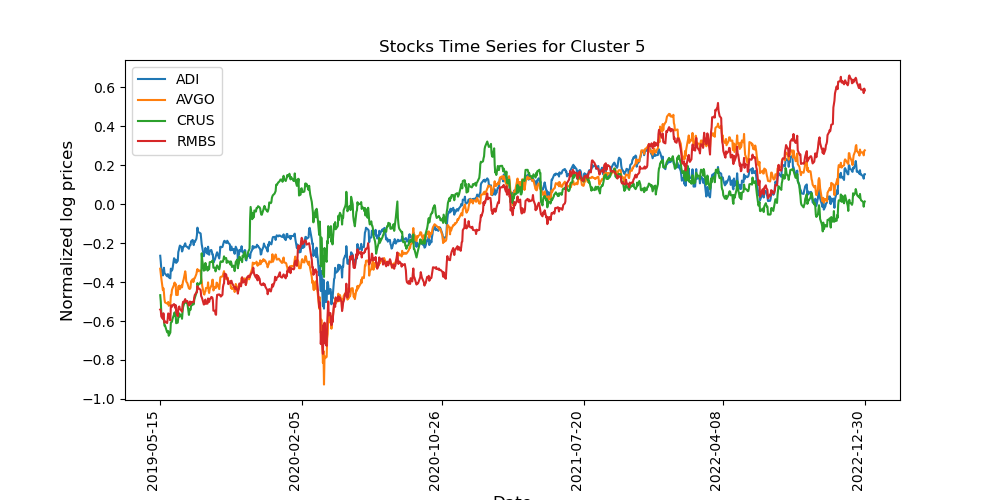 Stocks Time Series for Cluster 5
ADI
AVGO
CRUS
RMBS
Normalized log prices
0.6
0.4
0.2
0.0
−0.2
−0.4
−0.6
−0.8
−1.0
2019-05-15
2020-02-05
2020-10-26
2021-07-20
2022-04-08
2022-12-30
Date